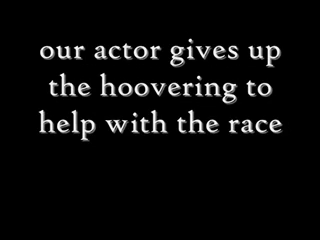 our actor gives up
the hoovering to
help with the race